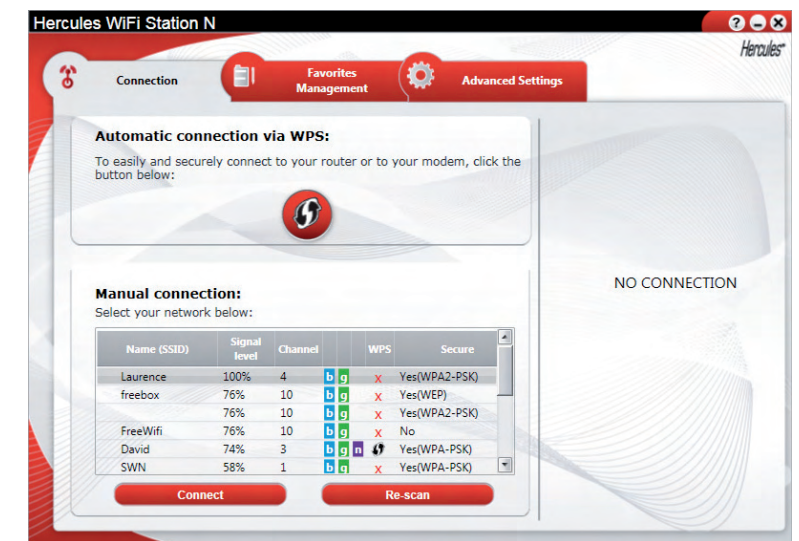 Hercules WiFi Station N
Hercules
Connection
Favorites
Management
Advanced Settings
Automatic connection via WPS:
To easily and securely connect to your router or to your modem, click the
button below:
NO CONNECTION
Manual connection:
Select your network below:
Name (SSID) Signal level Channel WPS Secure
Laurence 100% 4 b g x Yes(WPA2-PSK)
freebox 76% 10 b g x Yes(WEP)
76% 10 b g x Yes(WPA2-PSK)
FreeWifi 76% 10 b g x No
David 74% 3 b g n Yes(WPA-PSK)
SWN 58% 1 b g x Yes(WPA-PSK)
Connect Re-scan